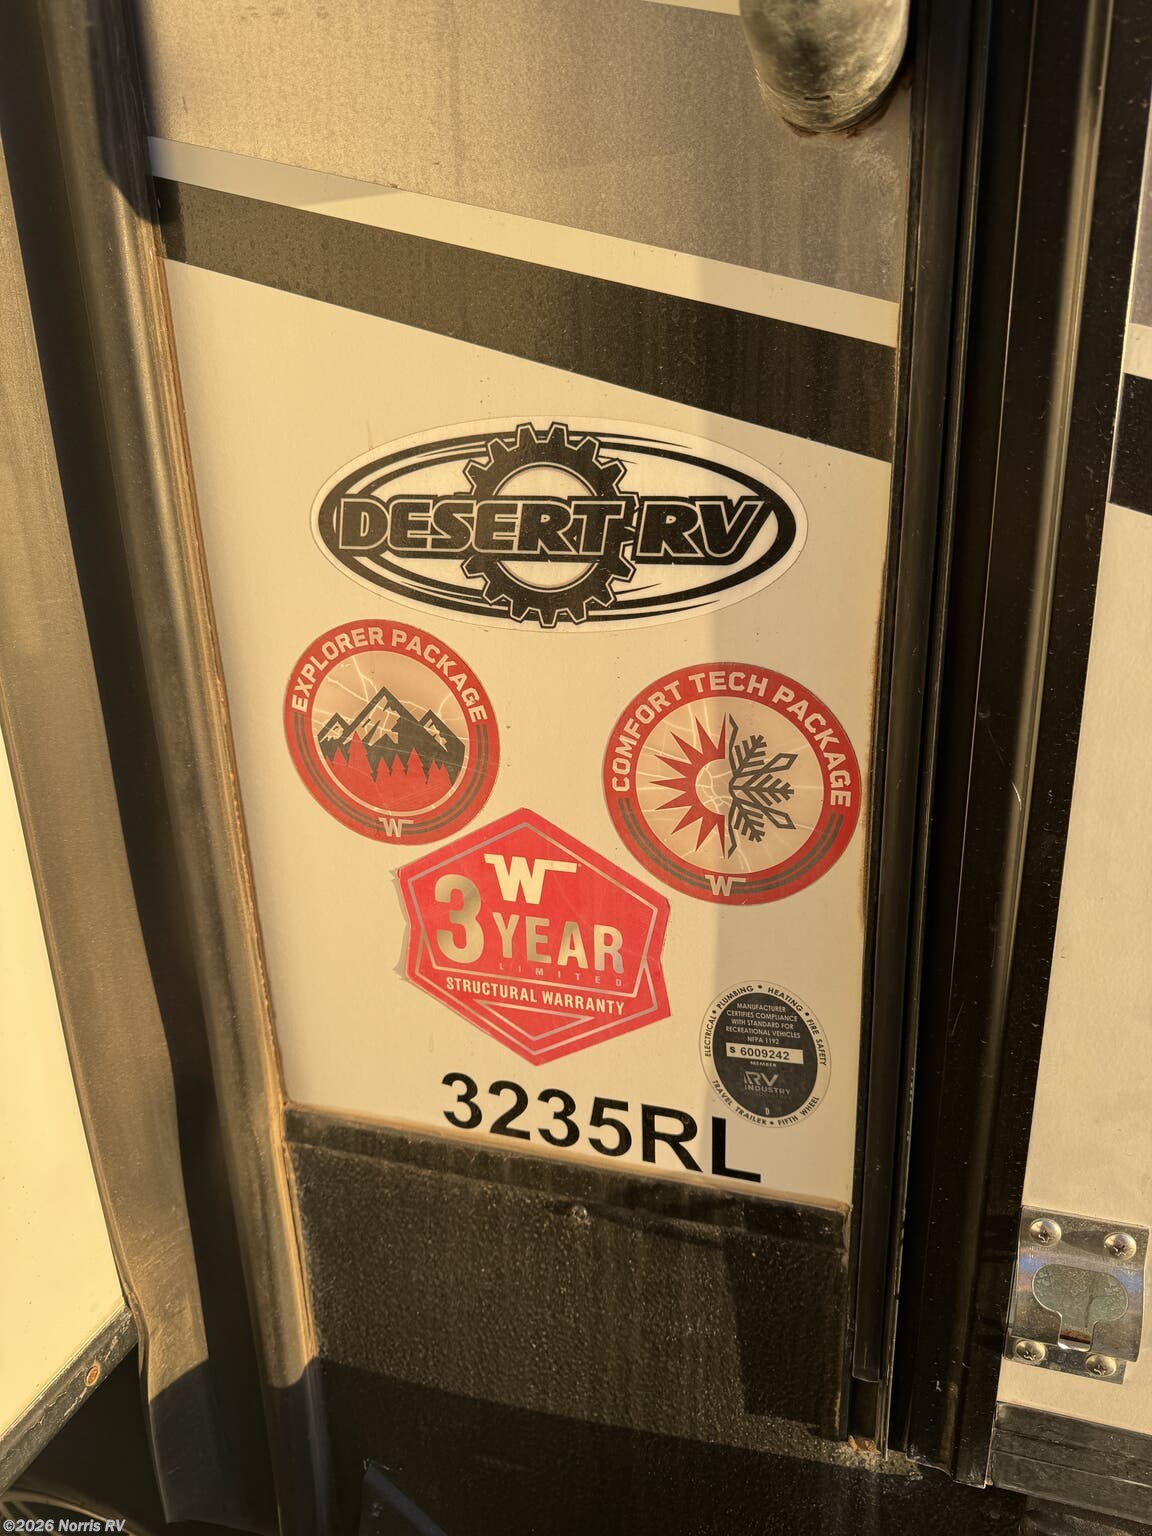 DESERT RV
EXPLORER PACKAGE
W
COMFORT TECH PACKAGE
W
W
3 YEAR
LIMITED
STRUCTURAL WARRANTY
ELECTRICAL • PLUMBING • HEATING • FIRE SAFETY
MANUFACTURER
CERTIFIES COMPLIANCE
WITH STANDARD FOR
RECREATIONAL VEHICLES
NFPA 1192
S 6009242
MEMBER
RV
INDUSTRY
D
TRAVEL TRAILER • FIFTH WHEEL
3235RL
©2026 Norris RV